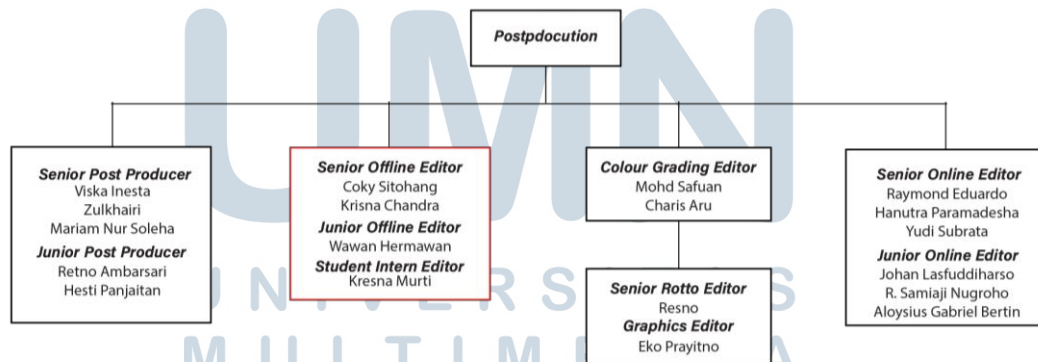 UMN
Postpdocution
Senior Post Producer
Viska Inesta
Zulkhairi
Mariam Nur Soleha
Junior Post Producer
Retno Ambarsari
Hesti Panjaitan
Senior Offline Editor
Coky Sitohang
Krisna Chandra
Junior Offline Editor
Wawan Hermawan
Student Intern Editor
Kresna Murti
Colour Grading Editor
Mohd Safuan
Charis Aru
Senior Rotto Editor
Resno
Graphics Editor
Eko Prayitno
Senior Online Editor
Raymond Eduardo
Hanutra Paramadesha
Yudi Subrata
Junior Online Editor
Johan Lasfuddiharso
R. Samiaji Nugroho
Aloysius Gabriel Bertin